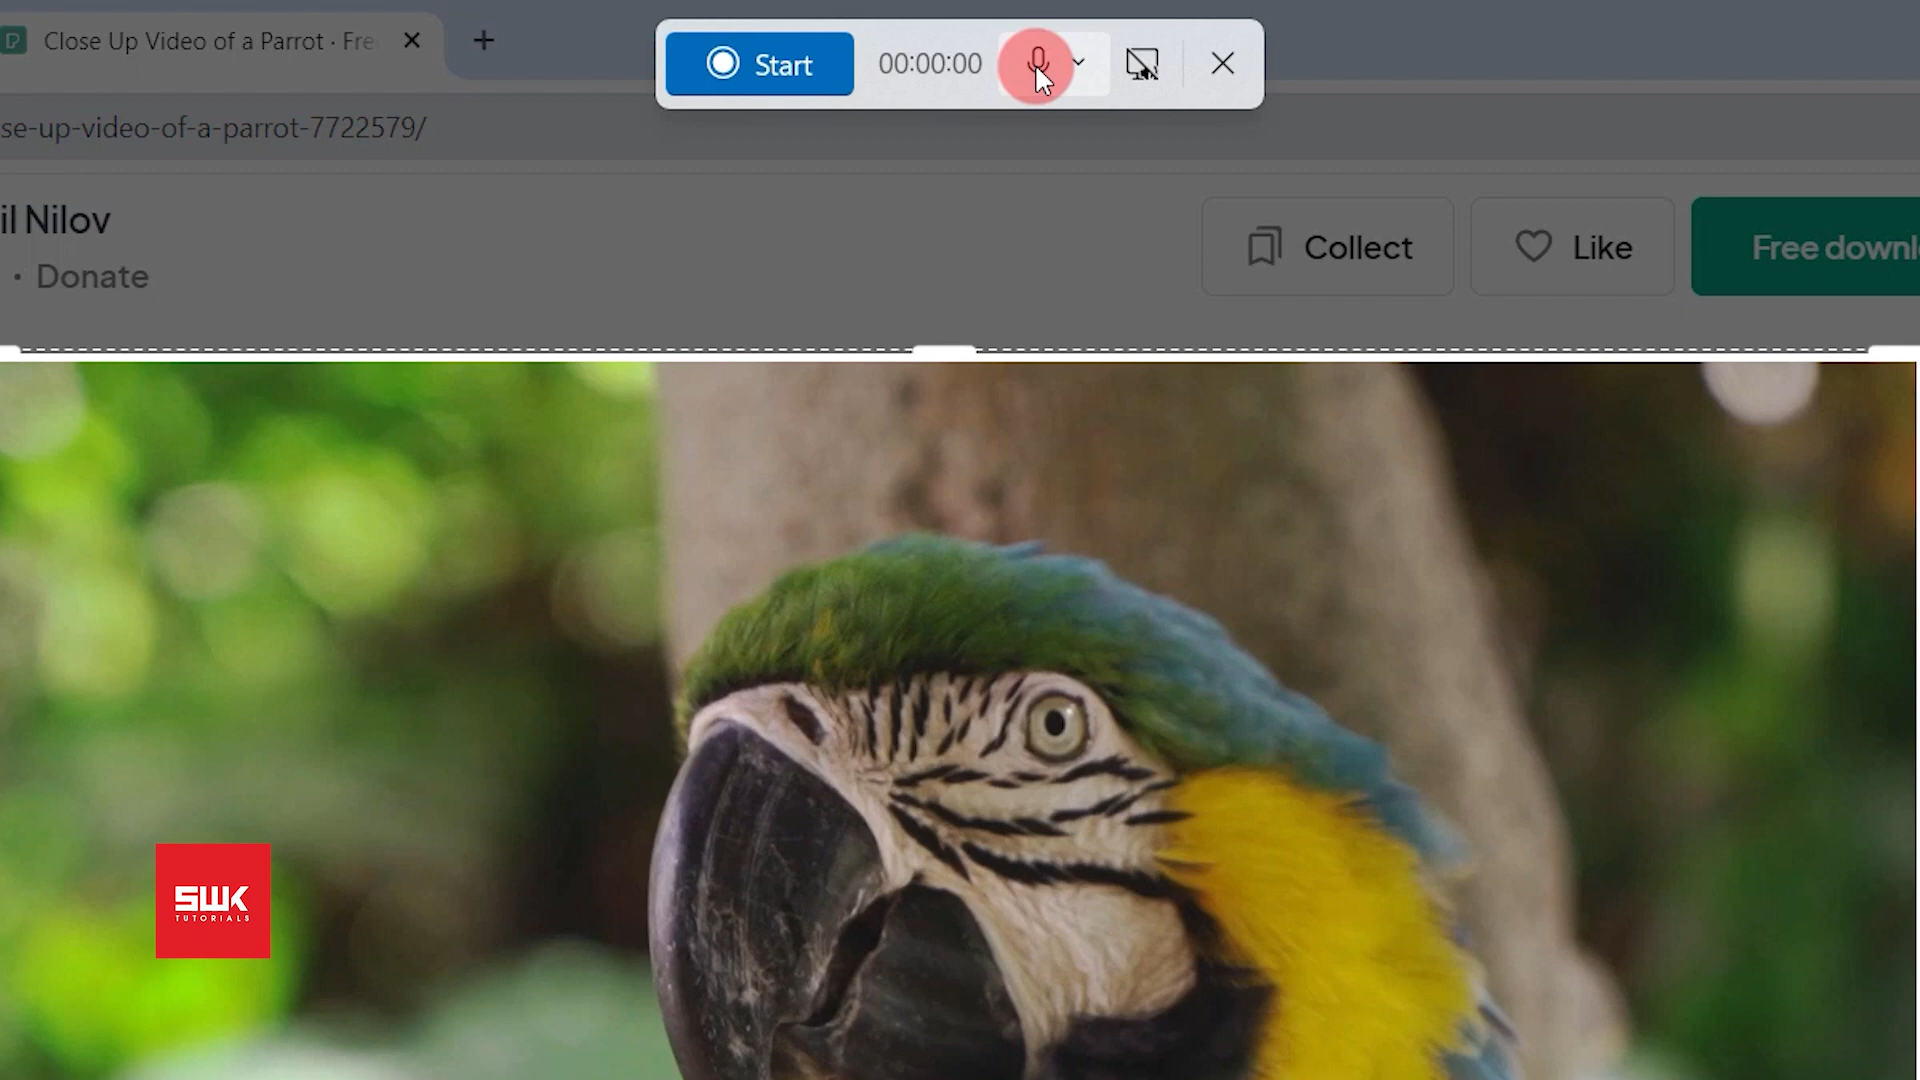 Close Up Video of a Parrot · Fre
Start
00:00:00
se-up-video-of-a-parrot-7722579/
il Nilov
· Donate
Collect
Like
Free downl
SWK
TUTORIALS